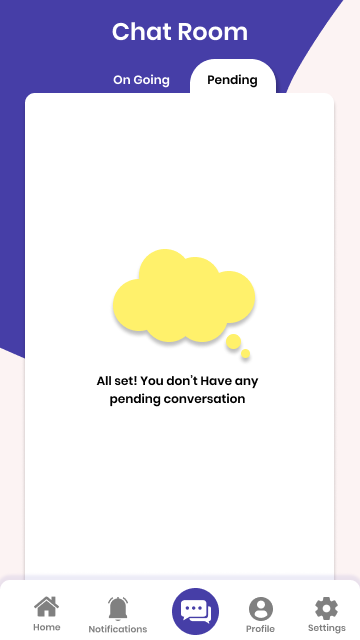 Chat Room
On Going
Pending
All set! You don't Have any
pending conversation
Home
Notifications
Profile
Settings